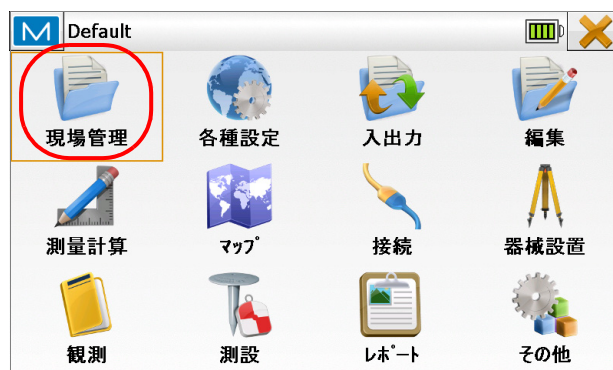 Default
現場管理
各種設定
入出力
編集
測量計算
ﾏｯﾌﾟ
接続
器械設置
観測
測設
ﾚﾎﾟｰﾄ
その他